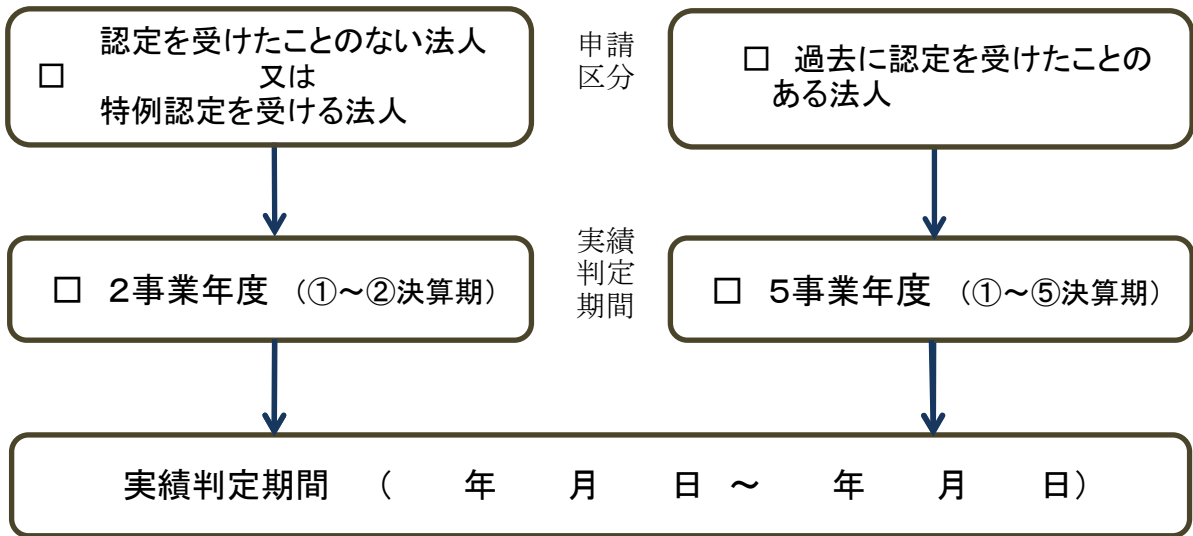 認定を受けたことのない法人
□ 又は
特例認定を受ける法人
申請
区分
□ 過去に認定を受けたことの
ある法人
□ 2事業年度 (①～②決算期)
実績
判定
期間
□ 5事業年度 (①～⑤決算期)
実績判定期間 ( 年 月 日 ～ 年 月 日)